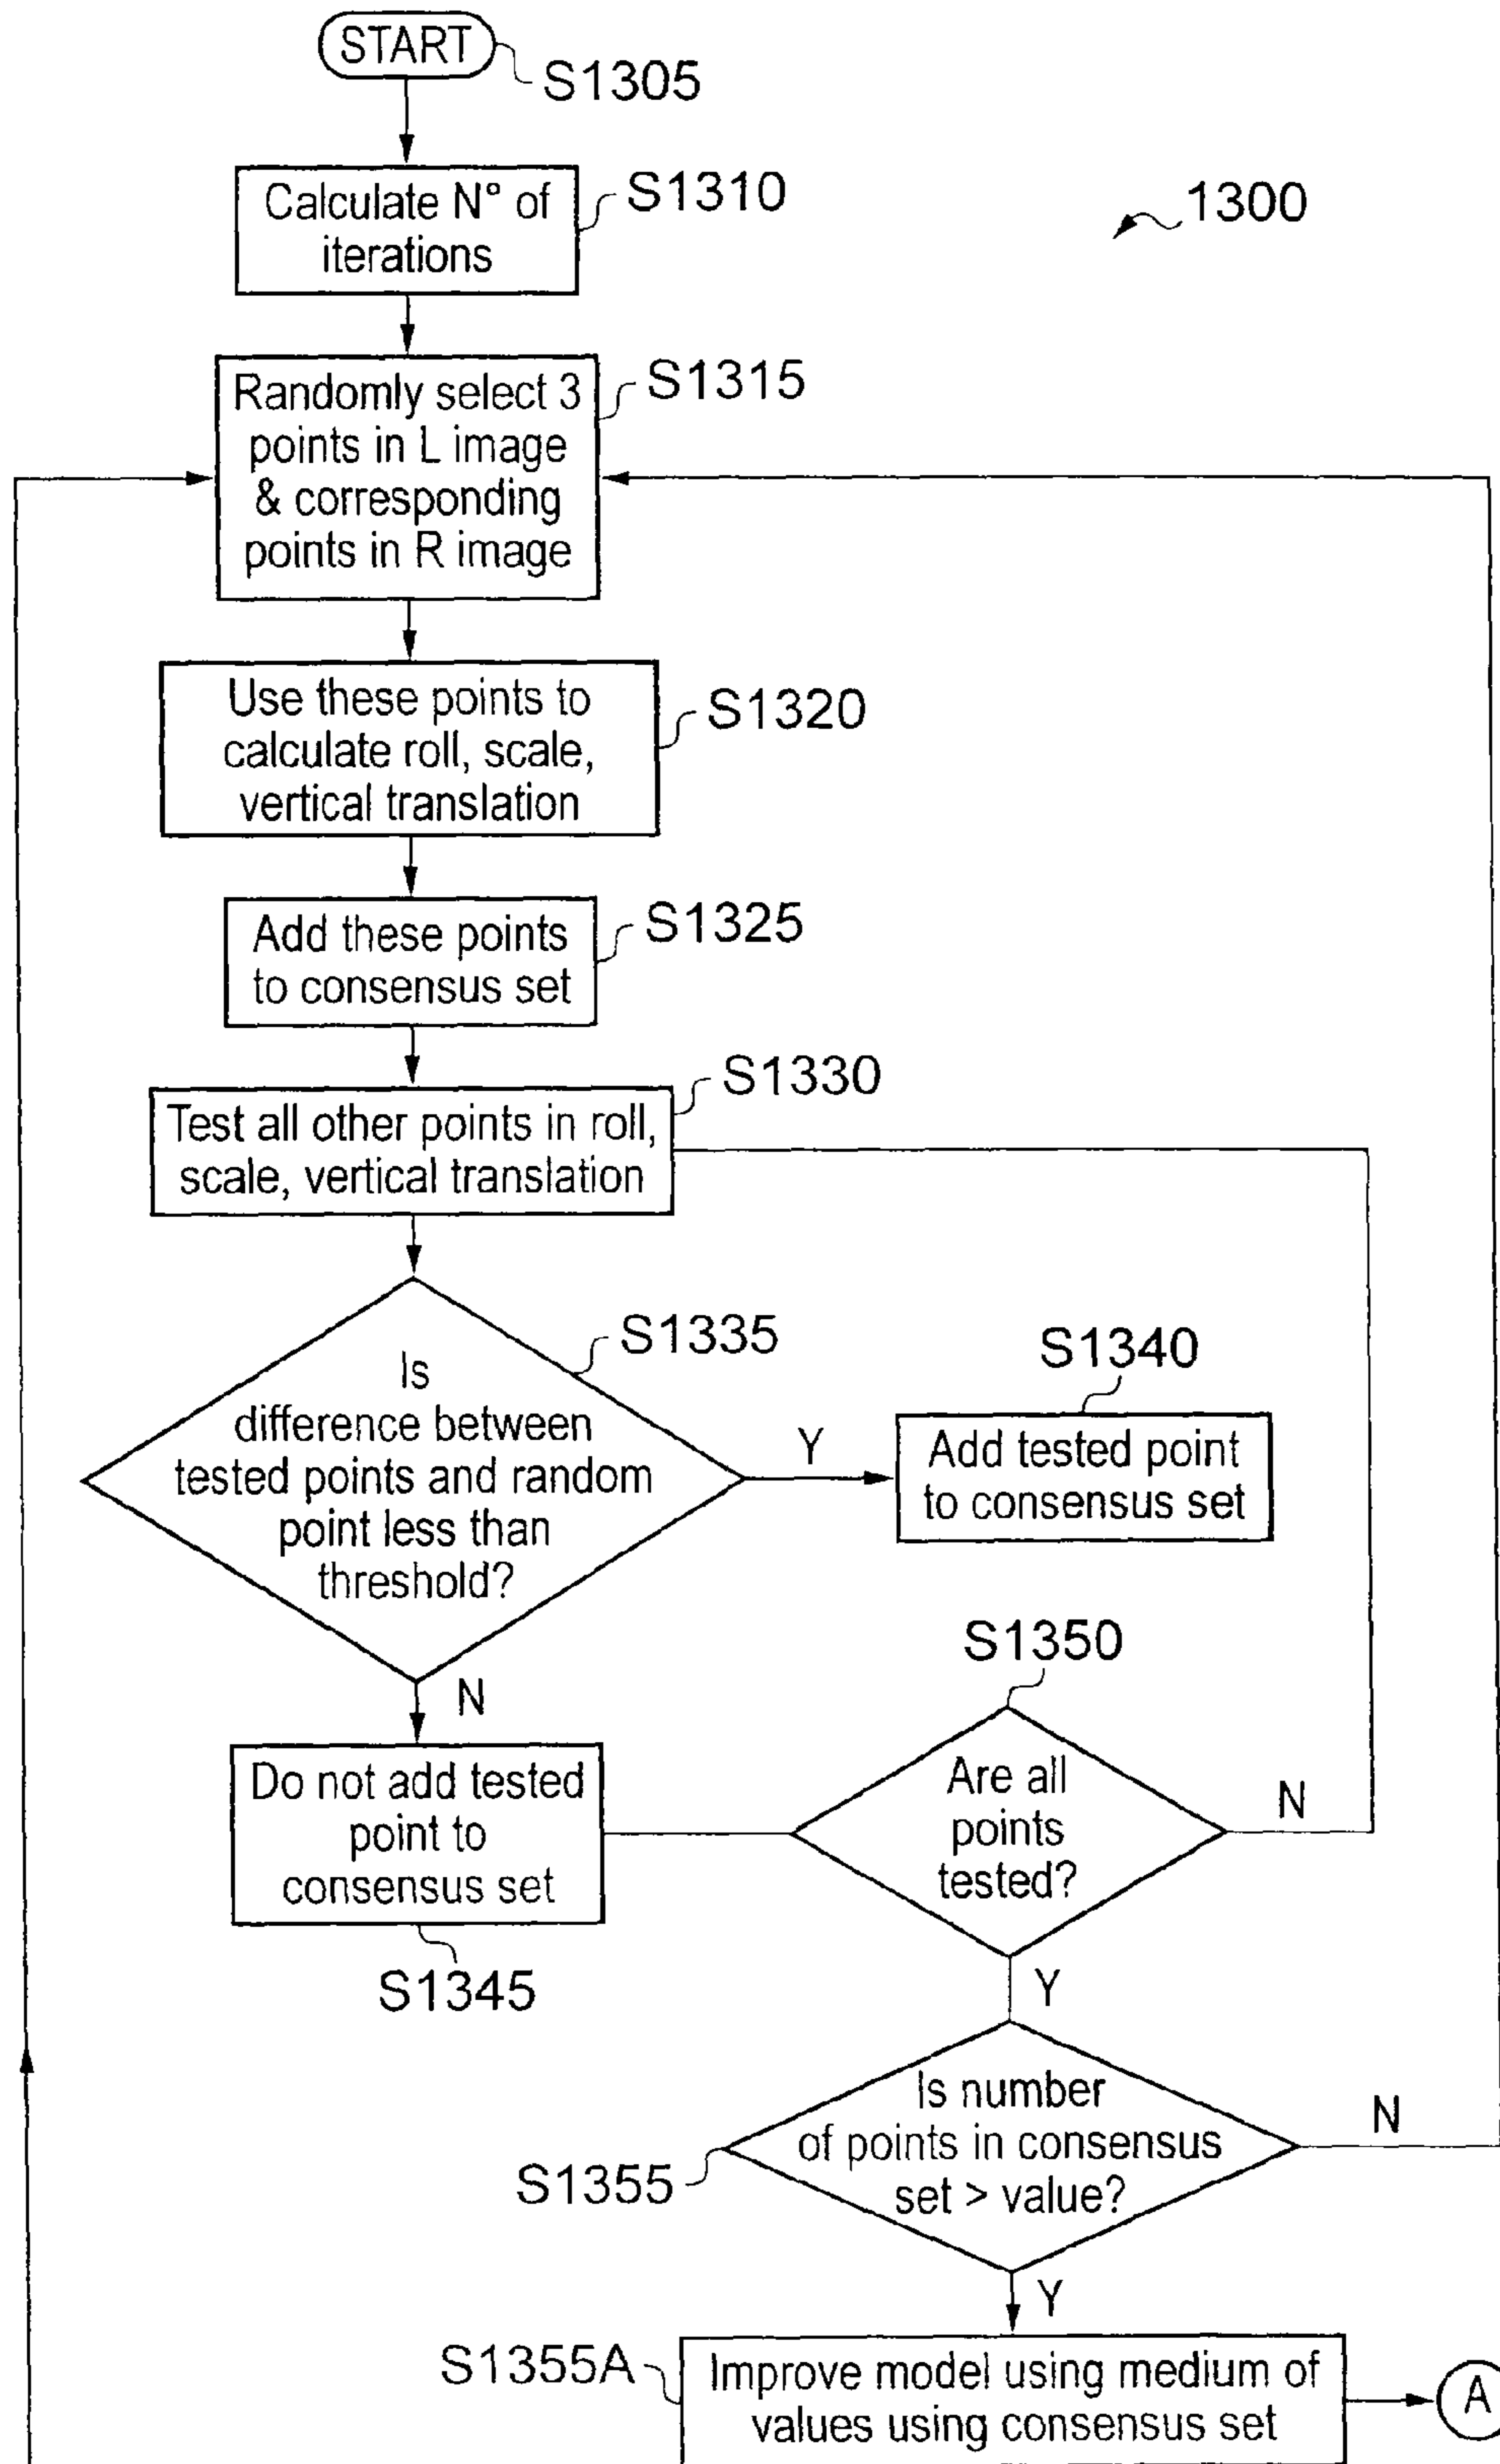 START
S1305
Calculate N° of
iterations
S1310
1300
Randomly select 3
points in L image
& corresponding
points in R image
S1315
Use these points to
calculate roll, scale,
vertical translation
S1320
Add these points
to consensus set
S1325
S1330
Test all other points in roll,
scale, vertical translation
S1335
Is
difference between
tested points and random
point less than
threshold?
Y
S1340
Add tested point
to consensus set
N
Do not add tested
point to
consensus set
S1345
S1350
Are all
points
tested?
N
Y
Is number
of points in consensus
set > value?
S1355
N
Y
S1355A
Improve model using medium of
values using consensus set
A